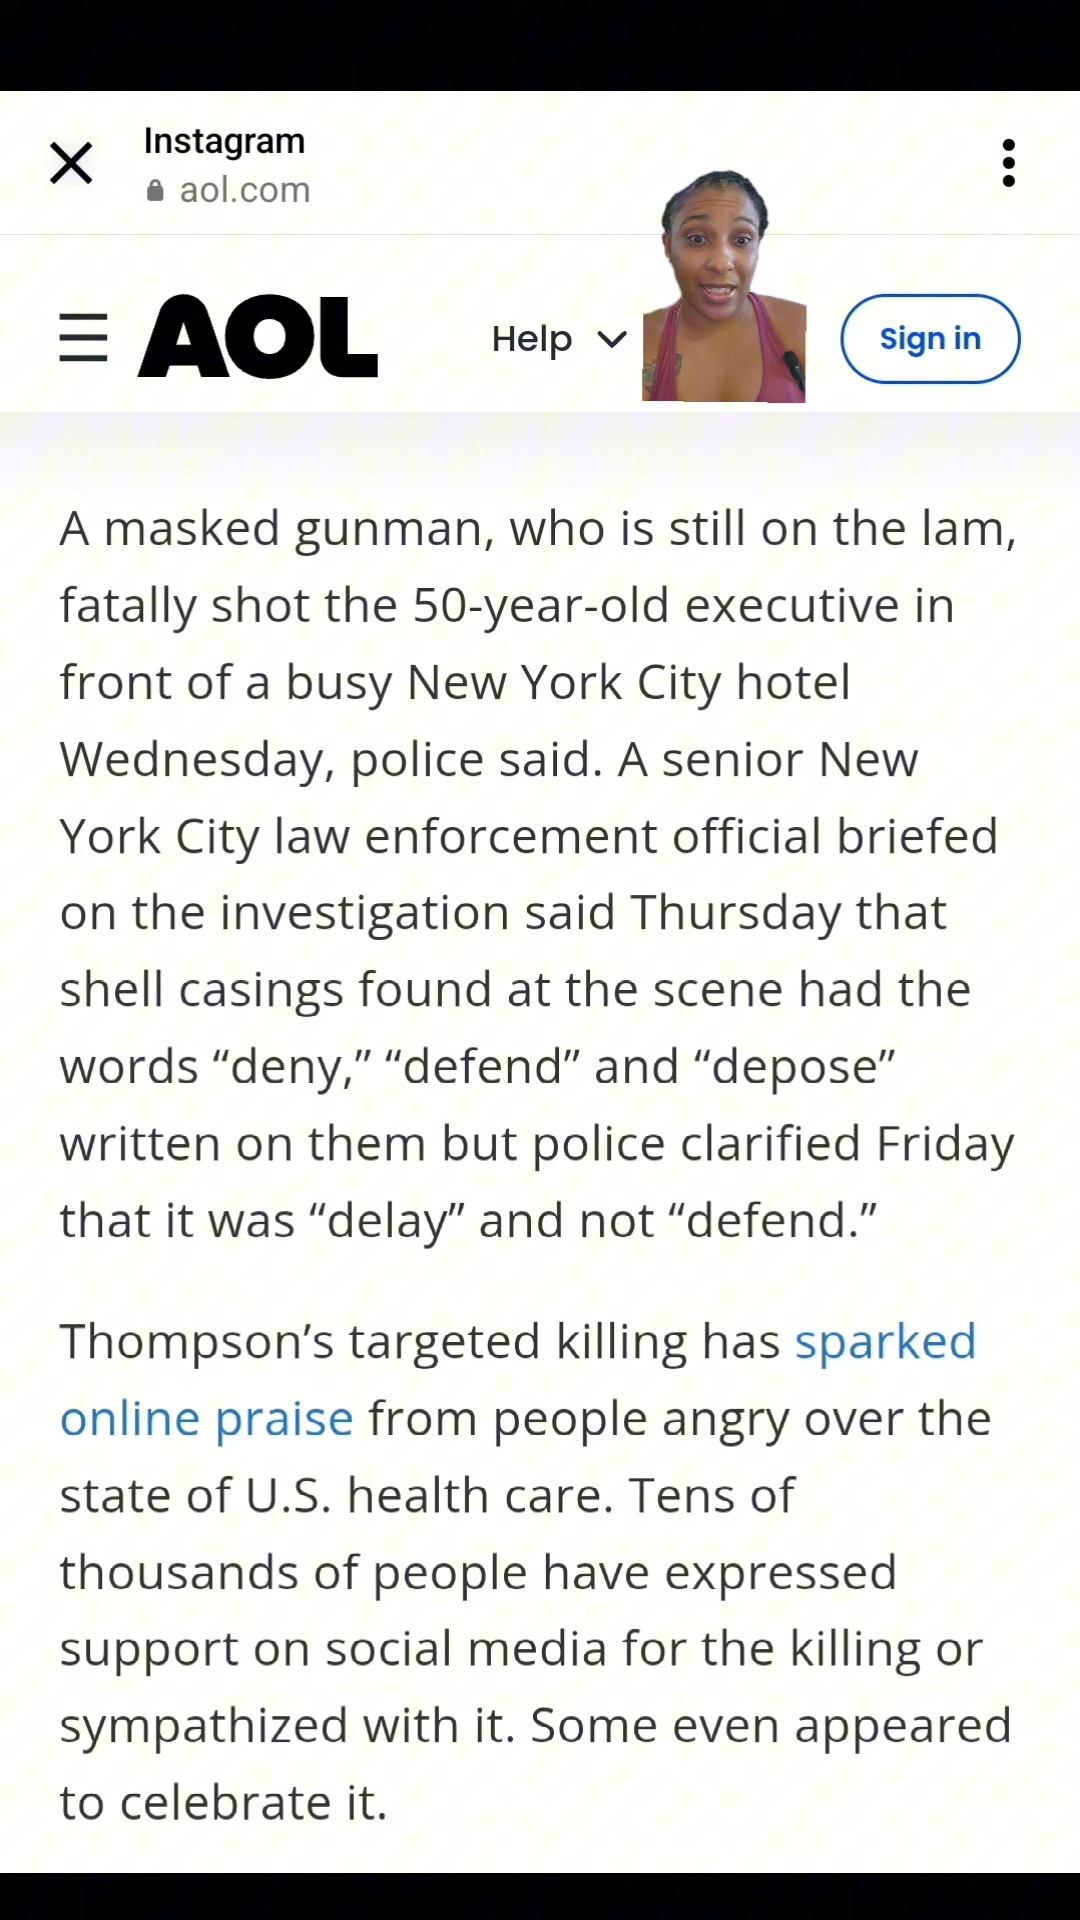 Instagram
aol.com
AOL
Help
Sign in
A masked gunman, who is still on the lam,
fatally shot the 50-year-old executive in
front of a busy New York City hotel
Wednesday, police said. A senior New
York City law enforcement official briefed
on the investigation said Thursday that
shell casings found at the scene had the
words “deny,” “defend” and “depose”
written on them but police clarified Friday
that it was “delay” and not “defend.”
Thompson’s targeted killing has sparked
online praise from people angry over the
state of U.S. health care. Tens of
thousands of people have expressed
support on social media for the killing or
sympathized with it. Some even appeared
to celebrate it.